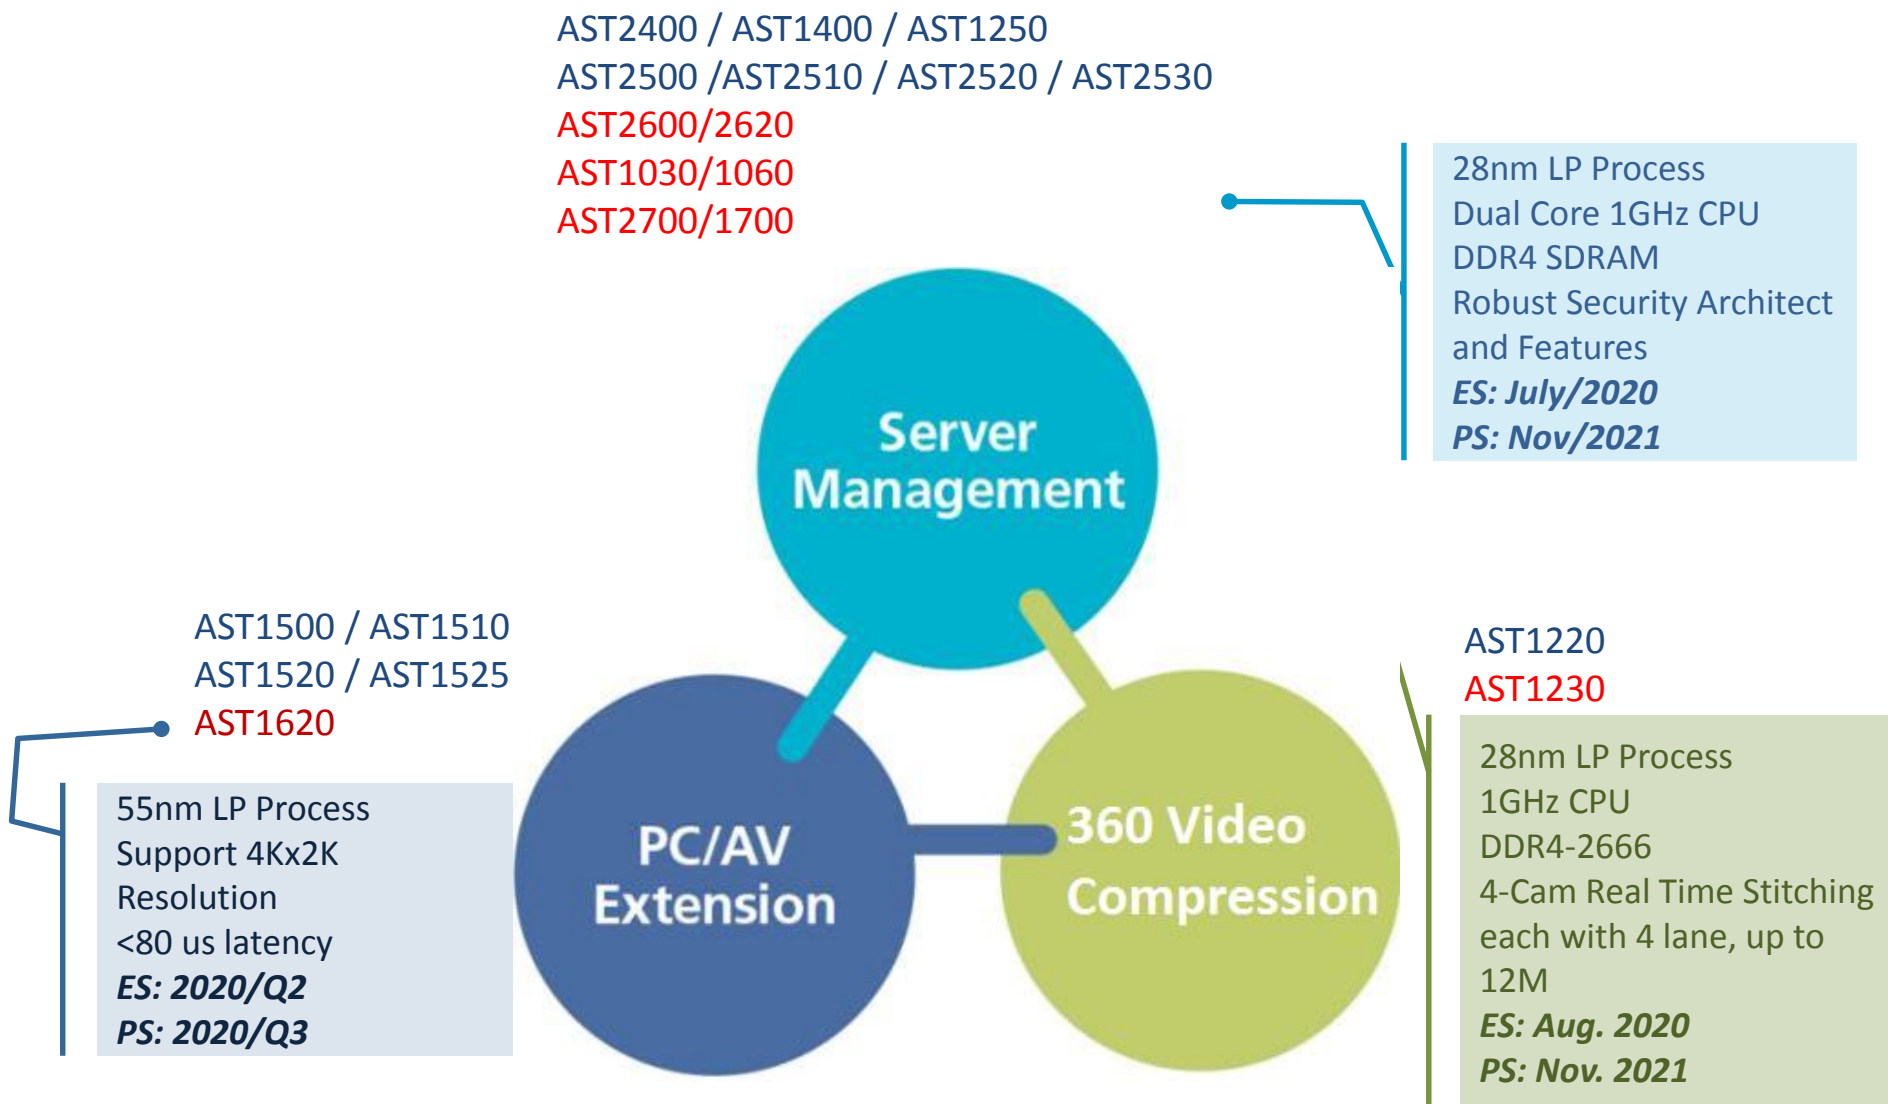 AST2400 / AST1400 / AST1250
AST2500 /AST2510 / AST2520 / AST2530
AST2600/2620
AST1030/1060
AST2700/1700
28nm LP Process
Dual Core 1GHz CPU
DDR4 SDRAM
Robust Security Architect
and Features
ES: July/2020
PS: Nov/2021
Server
Management
AST1500 / AST1510
AST1520 / AST1525
AST1620
55nm LP Process
Support 4Kx2K
Resolution
<80 us latency
ES: 2020/Q2
PS: 2020/Q3
PC/AV
Extension
360 Video
Compression
AST1220
AST1230
28nm LP Process
1GHz CPU
DDR4-2666
4-Cam Real Time Stitching
each with 4 lane, up to
12M
ES: Aug. 2020
PS: Nov. 2021